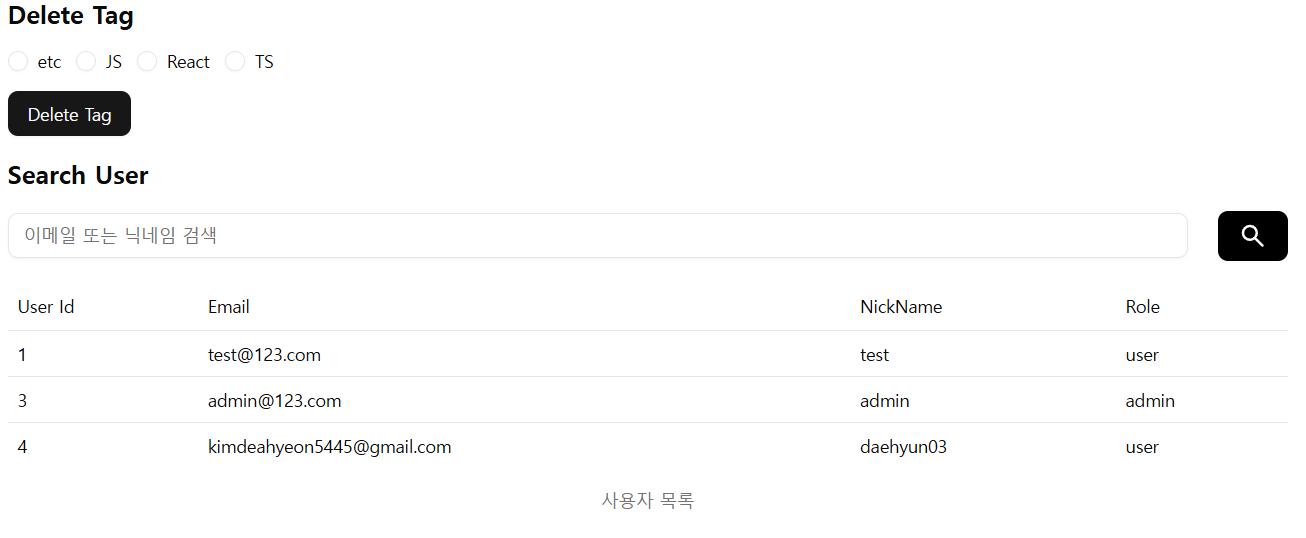 Delete Tag
etc JS React TS
Delete Tag
Search User
이메일 또는 닉네임 검색
User Id Email NickName Role
1 test@123.com test user
3 admin@123.com admin admin
4 kimdeahyeon5445@gmail.com daehyun03 user
사용자 목록